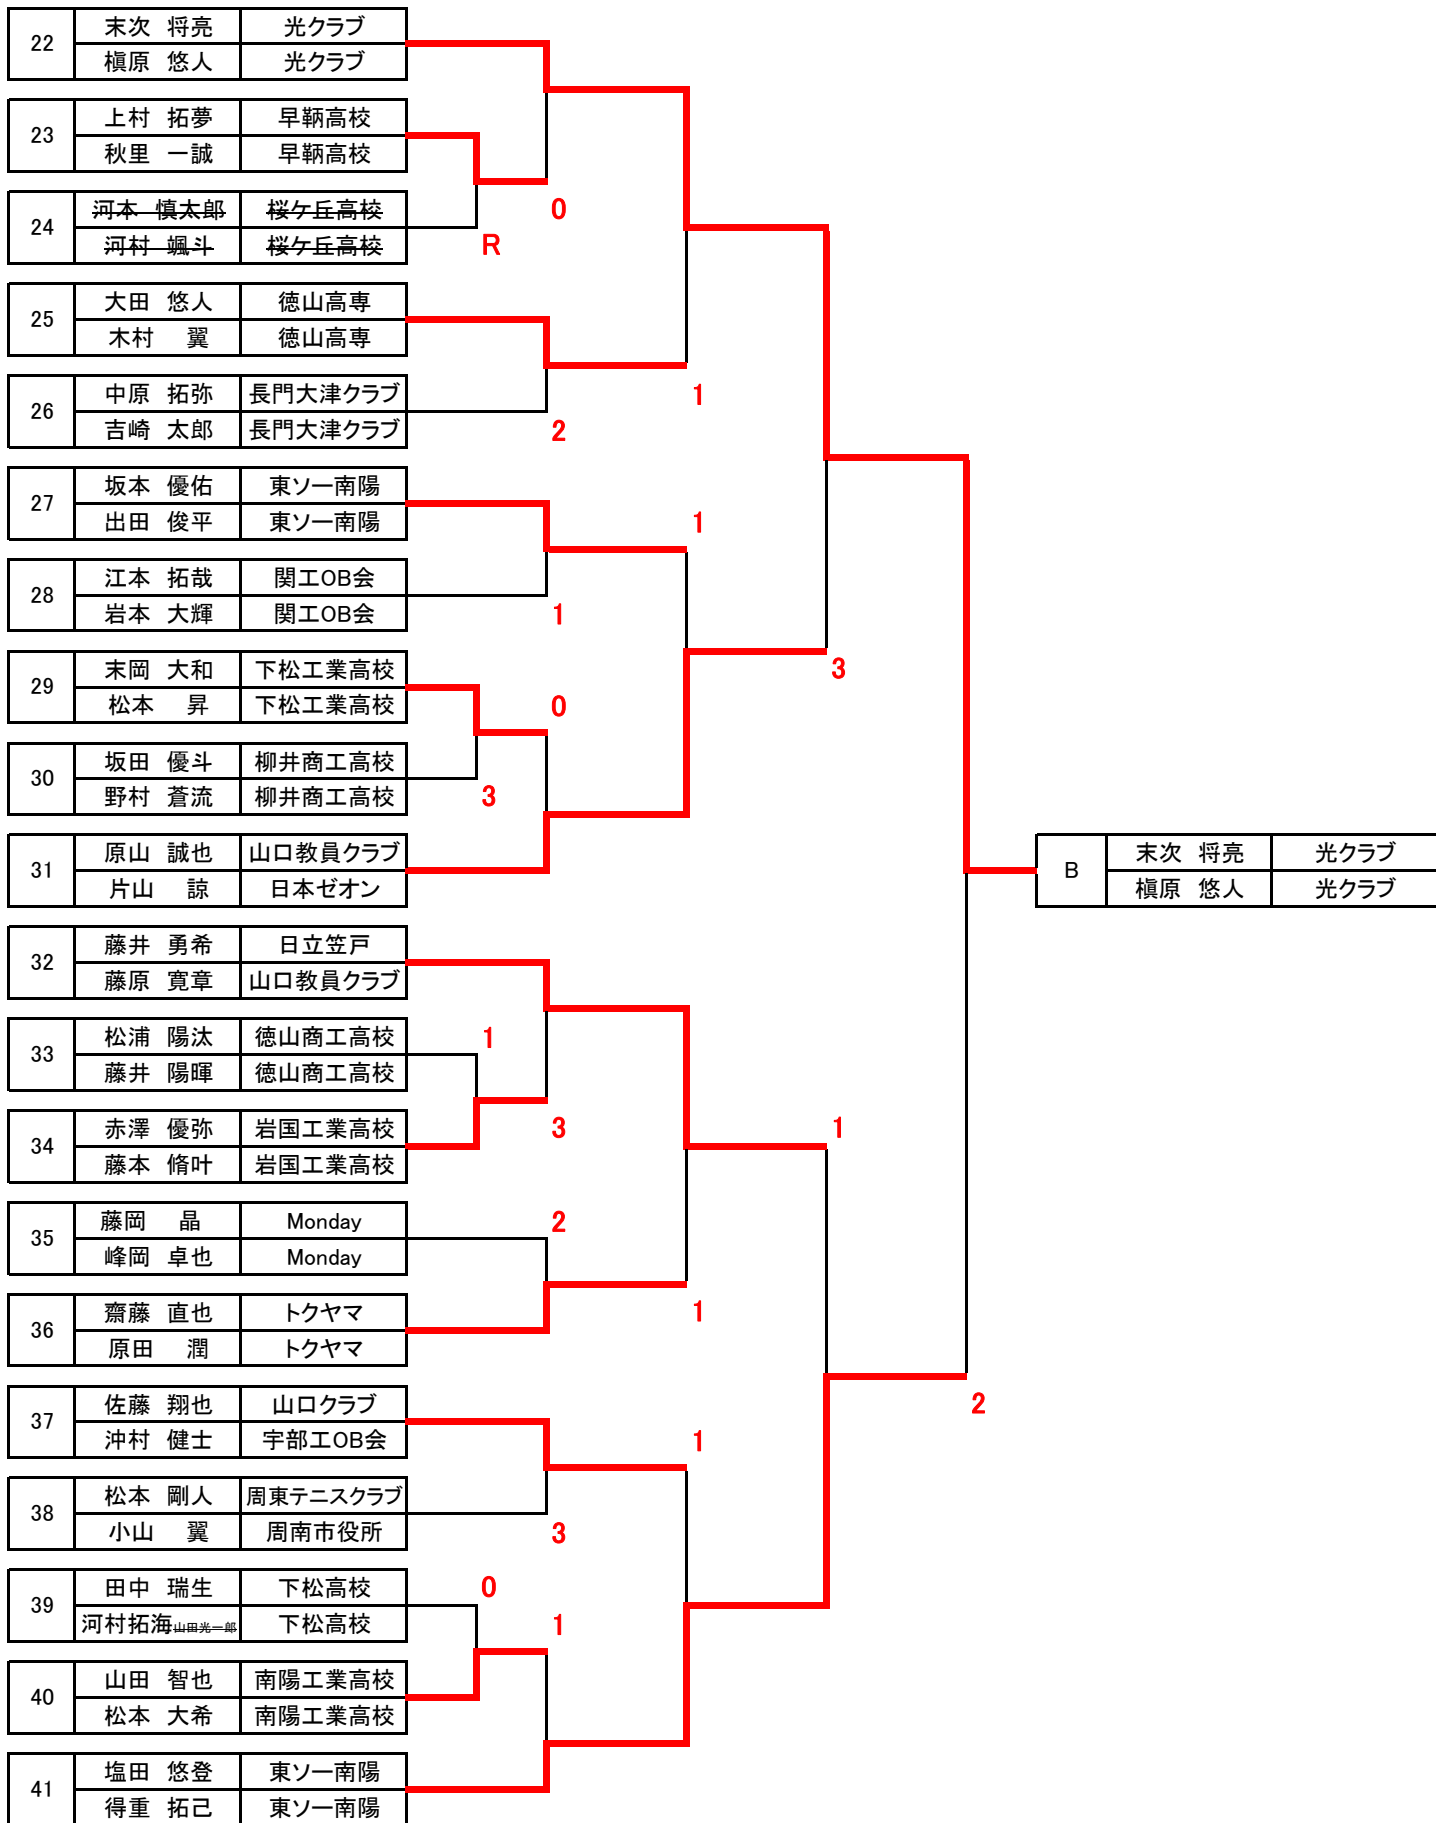 22 末次 将亮 光クラブ
槇原 悠人 光クラブ
23 上村 拓夢 早鞆高校
秋里 一誠 早鞆高校
0
24 河本 慎太郎 桜ケ丘高校
河村 颯斗 桜ケ丘高校
R
25 大田 悠人 徳山高専
木村 翼 徳山高専
26 中原 拓弥 長門大津クラブ
1
吉崎 太郎 長門大津クラブ
2
27 坂本 優佑 東ソー南陽
出田 俊平 東ソー南陽
1
28 江本 拓哉 関工OB会
岩本 大輝 関工OB会
1
29 末岡 大和 下松工業高校
3
松本 昇 下松工業高校
0
30 坂田 優斗 柳井商工高校
野村 蒼流 柳井商工高校
3
31 原山 誠也 山口教員クラブ
片山 諒 日本ゼオン
B 末次 将亮 光クラブ
槇原 悠人 光クラブ
32 藤井 勇希 日立笠戸
藤原 寛章 山口教員クラブ
33 松浦 陽汰 徳山商工高校
1
藤井 陽暉 徳山商工高校
34 赤澤 優弥 岩国工業高校
3
1
藤本 脩叶 岩国工業高校
35 藤岡 晶 Monday
2
峰岡 卓也 Monday
36 齋藤 直也 トクヤマ
1
原田 潤 トクヤマ
37 佐藤 翔也 山口クラブ
2
沖村 健士 宇部工OB会
1
38 松本 剛人 周東テニスクラブ
小山 翼 周南市役所
3
39 田中 瑞生 下松高校
0
河村拓海山田光一郎 下松高校
1
40 山田 智也 南陽工業高校
松本 大希 南陽工業高校
41 塩田 悠登 東ソー南陽
得重 拓己 東ソー南陽